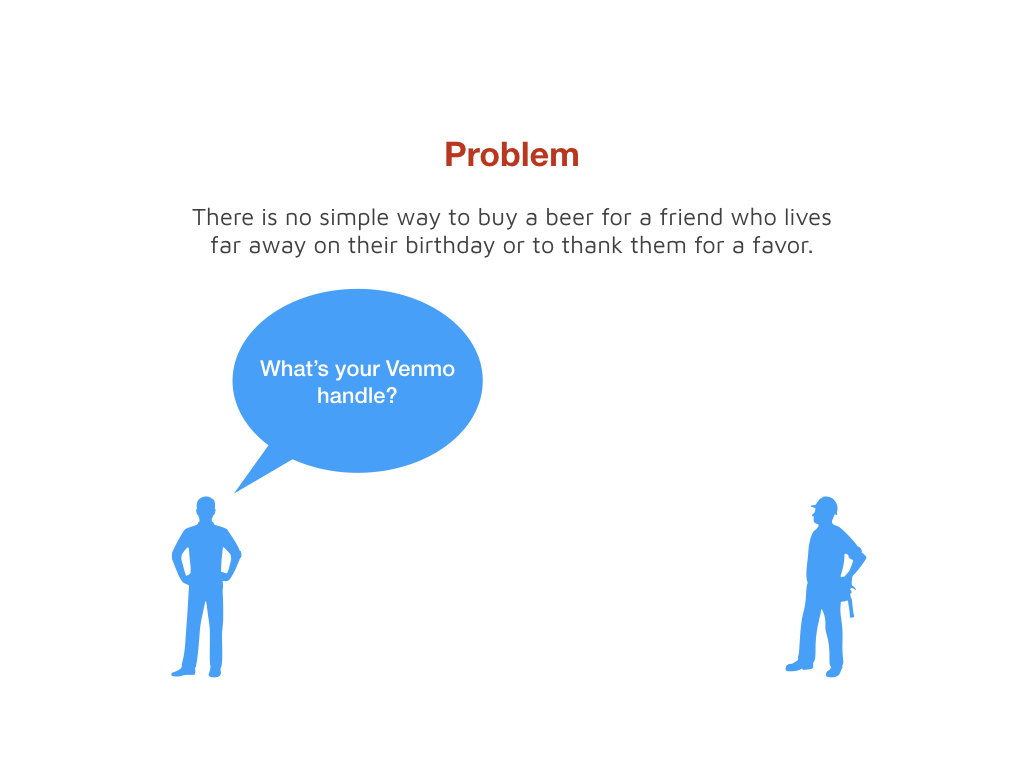 Problem
There is no simple way to buy a beer for a friend who lives
far away on their birthday or to thank them for a favor.
What’s your Venmo
handle?